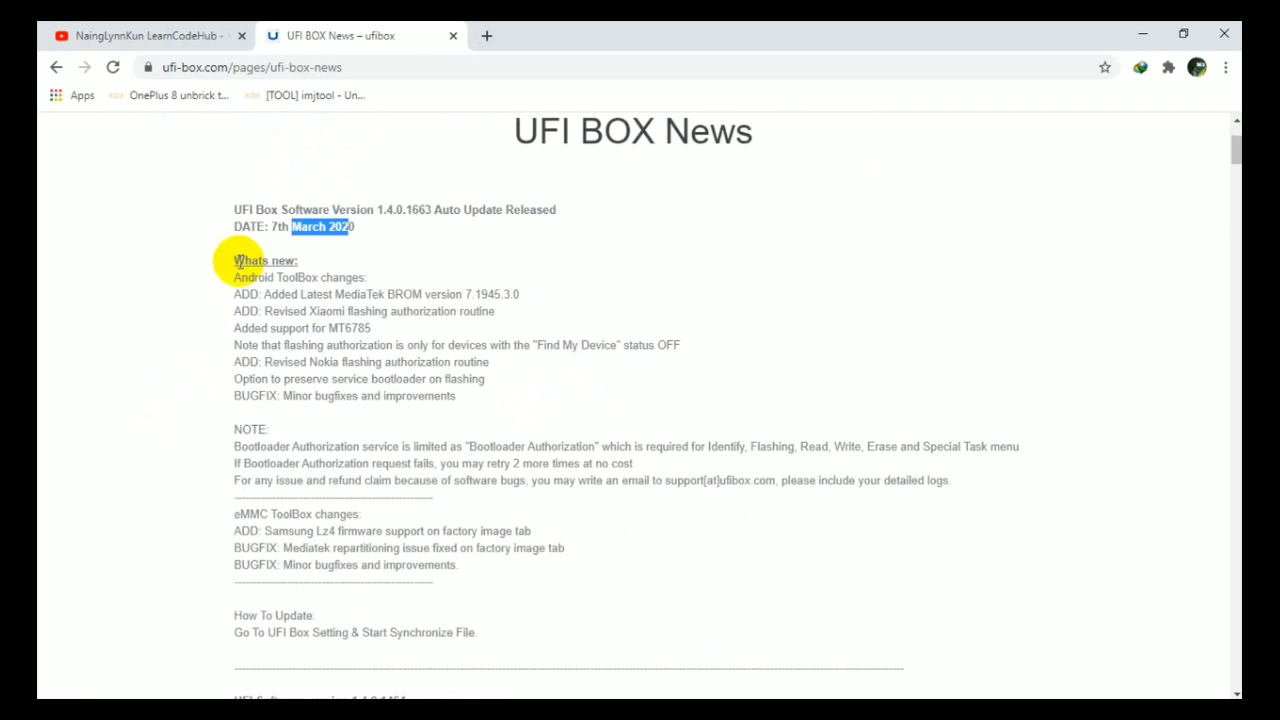 NaingLynnKun LearnCodeHub -
UFI BOX News – ufibox
ufi-box.com/pages/ufi-box-news
Apps
OnePlus 8 unbrick t...
[TOOL] imjtool - Un...
UFI BOX News
UFI Box Software Version 1.4.0.1663 Auto Update Released
DATE: 7th March 2020
Whats new:
Android ToolBox changes:
ADD: Added Latest MediaTek BROM version 7.1945.3.0
ADD: Revised Xiaomi flashing authorization routine
Added support for MT6785
Note that flashing authorization is only for devices with the "Find My Device" status OFF
ADD: Revised Nokia flashing authorization routine
Option to preserve service bootloader on flashing
BUGFIX: Minor bugfixes and improvements
NOTE:
Bootloader Authorization service is limited as "Bootloader Authorization" which is required for Identify, Flashing, Read, Write, Erase and Special Task menu
If Bootloader Authorization request fails, you may retry 2 more times at no cost
For any issue and refund claim because of software bugs, you may write an email to support[at]ufibox.com, please include your detailed logs.
eMMC ToolBox changes:
ADD: Samsung Lz4 firmware support on factory image tab
BUGFIX: Mediatek repartitioning issue fixed on factory image tab
BUGFIX: Minor bugfixes and improvements.
How To Update:
Go To UFI Box Setting & Start Synchronize File.